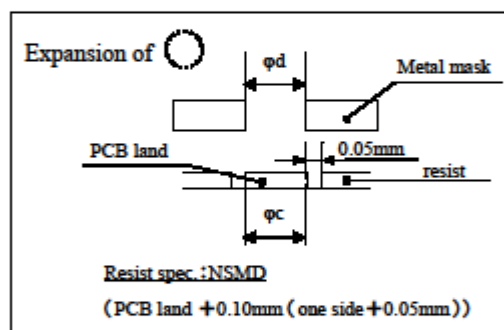 Expansion of
φd
Metal mask
PCB land
0.05mm
resist
φc
Resist spec.:NSMD
(PCB land +0.10mm(one side+0.05mm))